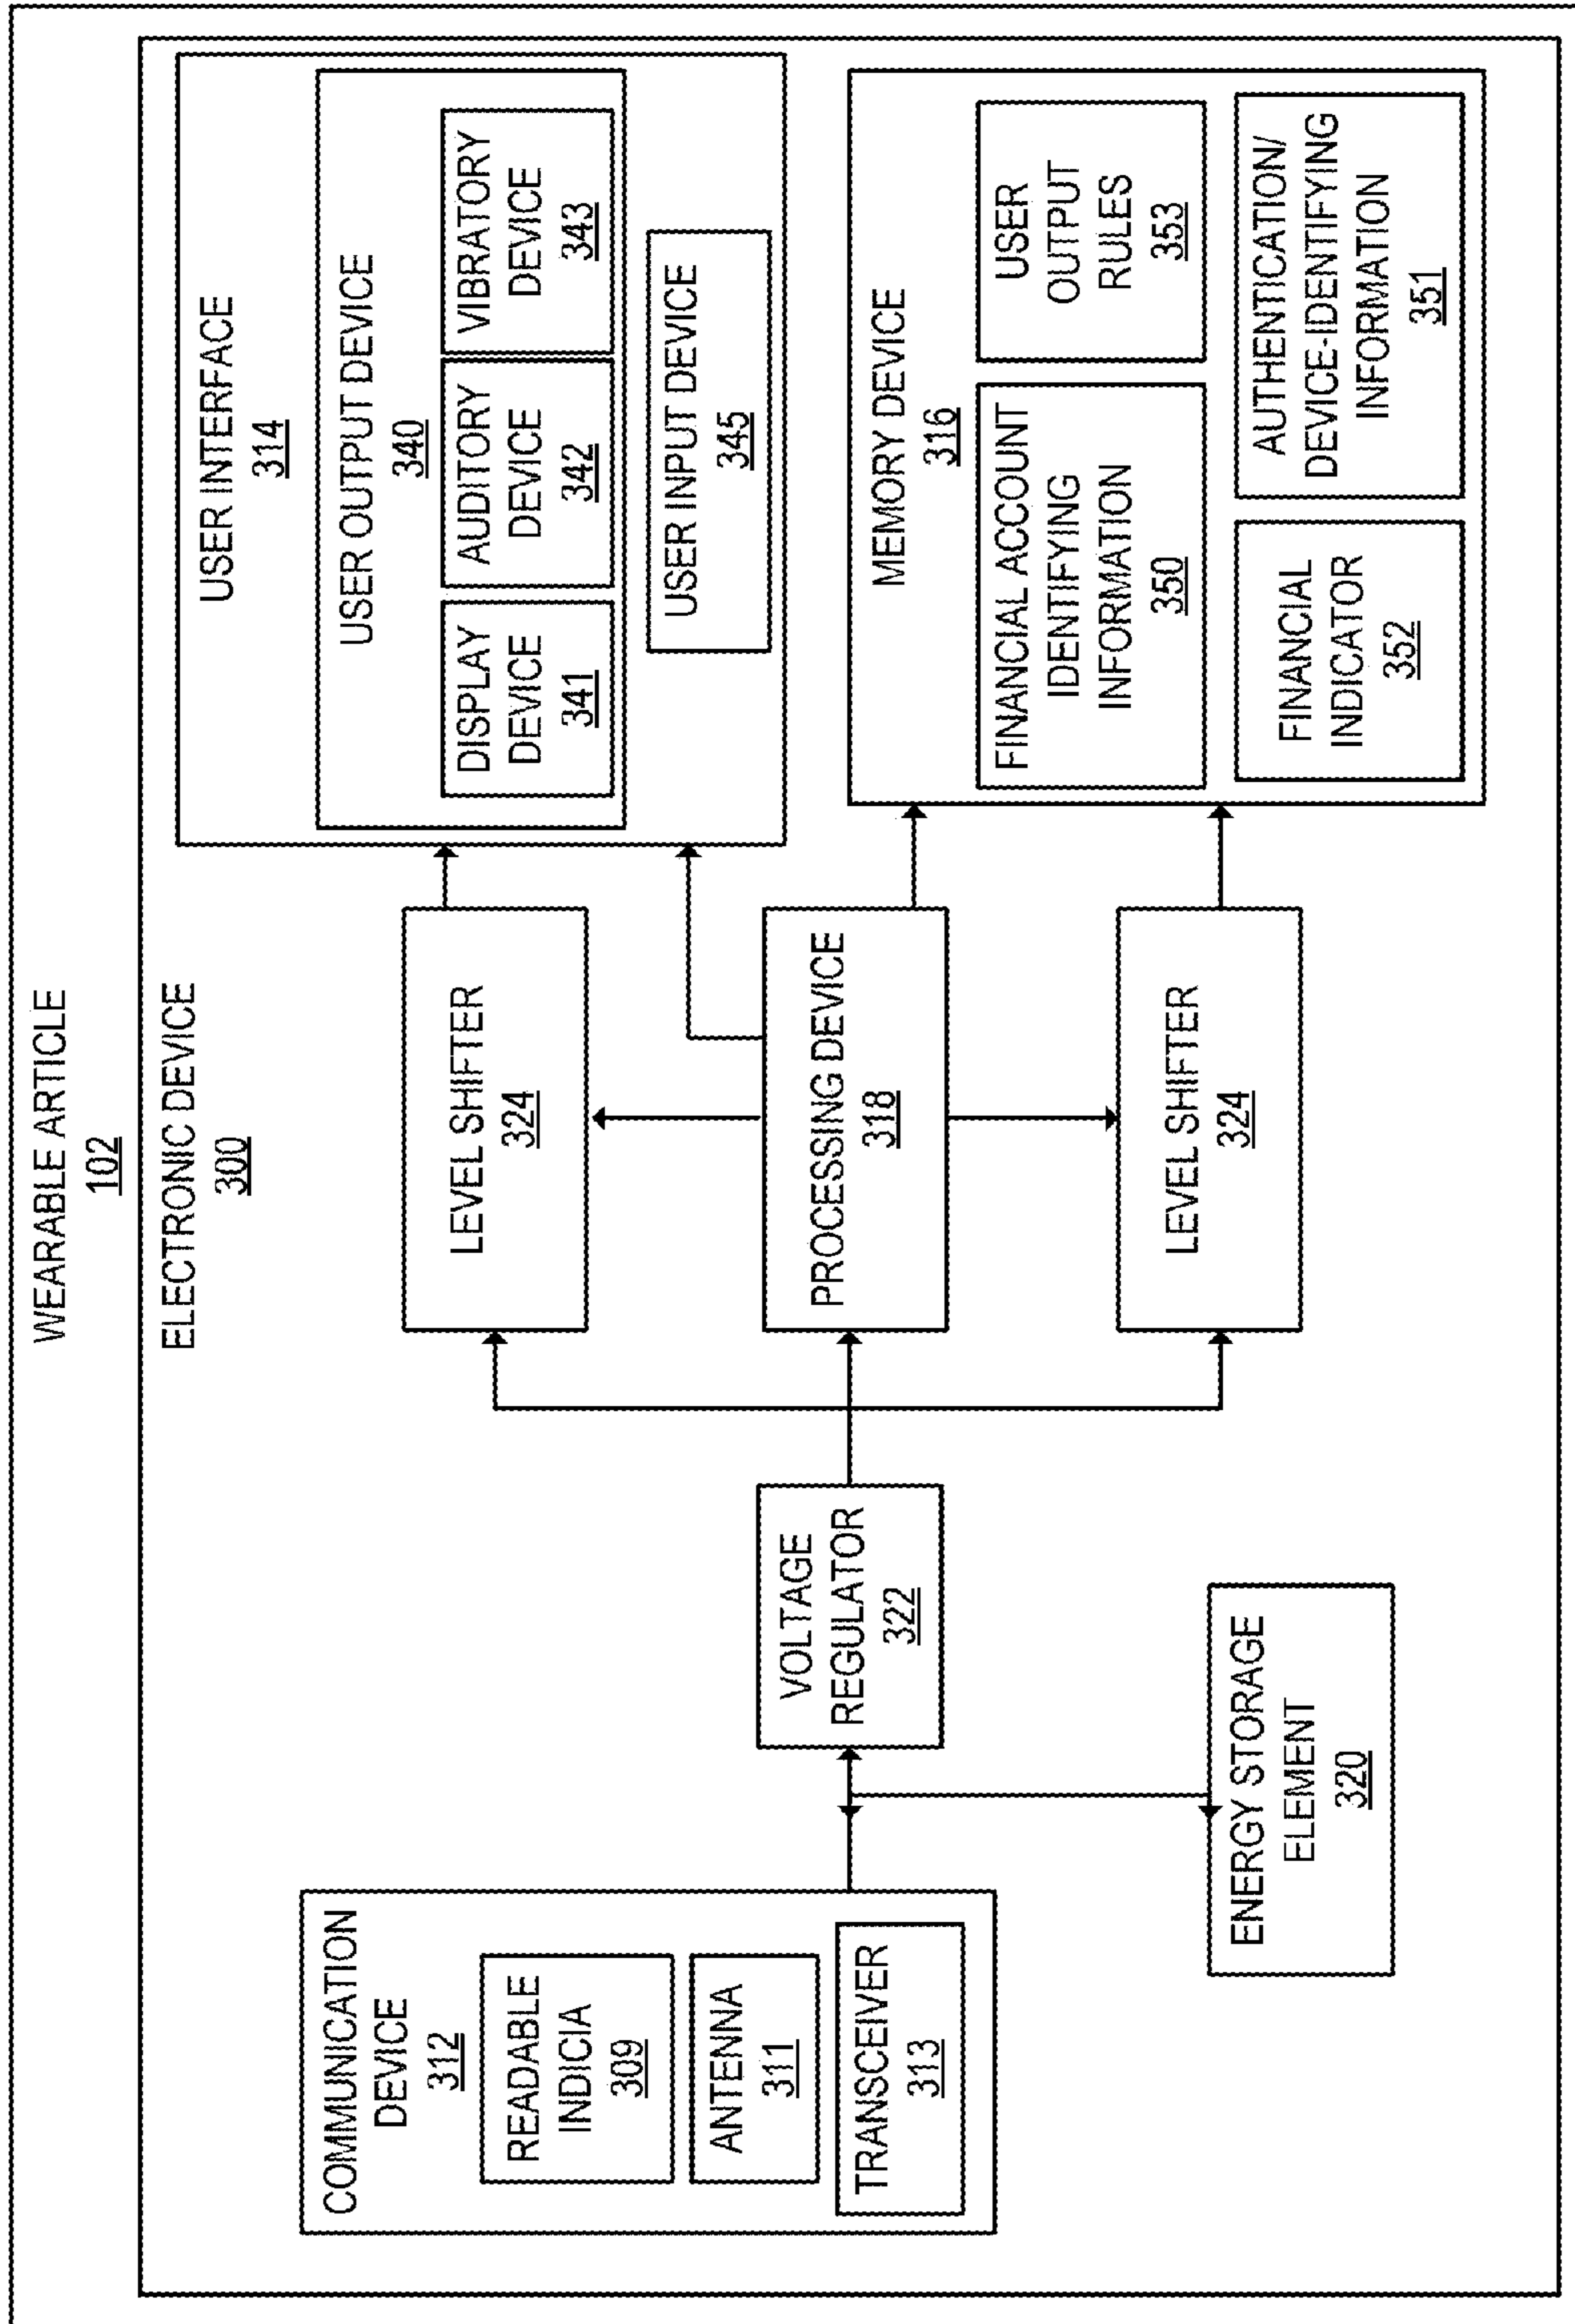 WEARABLE ARTICLE
102
ELECTRONIC DEVICE
300
COMMUNICATION
DEVICE
312
READABLE
INDICIA
309
ANTENNA
311
TRANSCEIVER
313
VOLTAGE
REGULATOR
322
ENERGY STORAGE
ELEMENT
320
LEVEL SHIFTER
324
PROCESSING DEVICE
318
LEVEL SHIFTER
324
USER INTERFACE
314
USER OUTPUT DEVICE
340
DISPLAY
DEVICE
341
AUDITORY
DEVICE
342
VIBRATORY
DEVICE
343
USER INPUT DEVICE
345
MEMORY DEVICE
316
FINANCIAL ACCOUNT
IDENTIFYING
INFORMATION
350
USER
OUTPUT
RULES
353
FINANCIAL
INDICATOR
352
AUTHENTICATION/
DEVICE-IDENTIFYING
INFORMATION
351